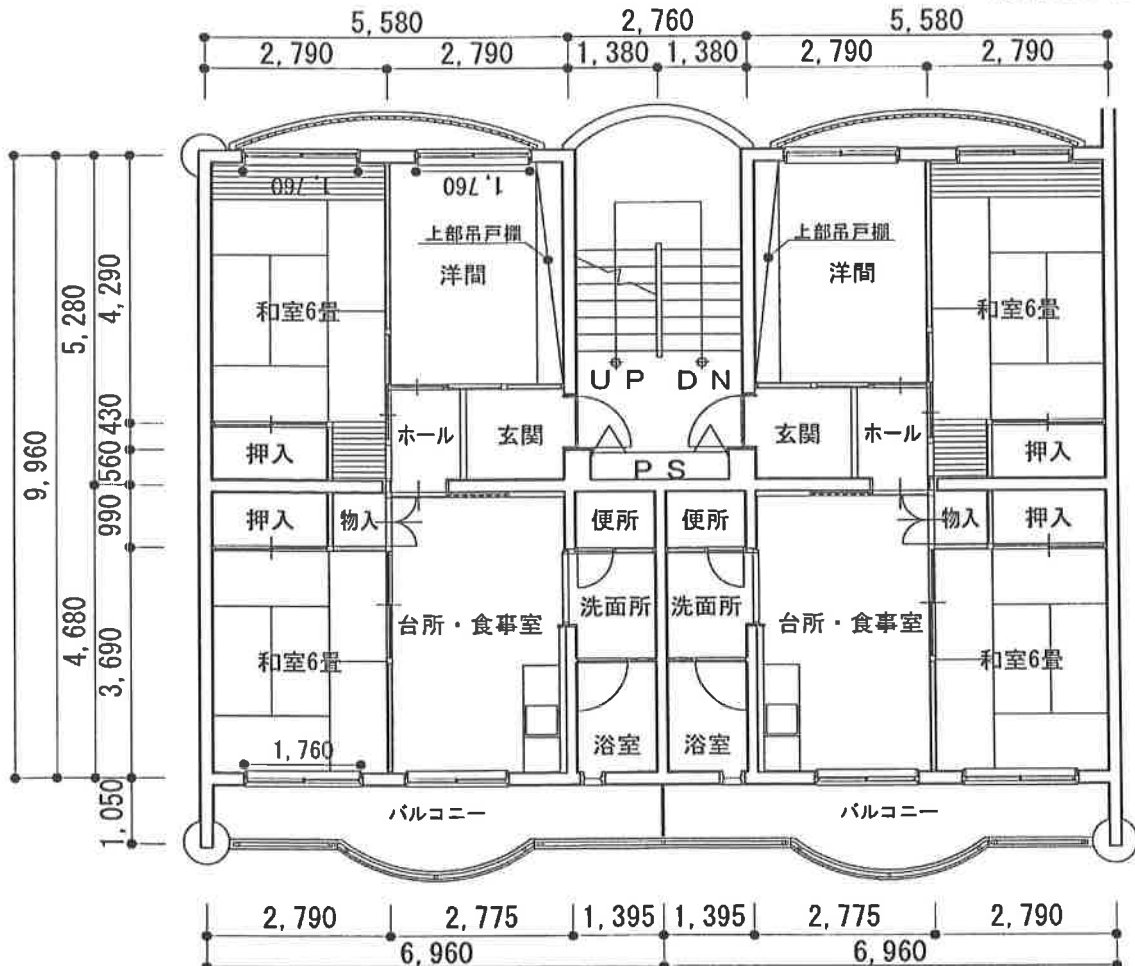 5,580 2,760 5,580
2,790 2,790 1,380 1,380 2,790 2,790
1,760 1,760
上部吊戸棚 上部吊戸棚
洋間 洋間
和室6畳 和室6畳
9,960 5,280 4,290
430
560
990
4,680 3,690
1,050
UP DN
ホール 玄関 玄関 ホール
押入 押入
PS
押入 物入 便所 便所 物入 押入
洗面所 洗面所
台所・食事室 台所・食事室
和室6畳 和室6畳
浴室 浴室
1,760
バルコニー バルコニー
2,790 2,775 1,395 1,395 2,775 2,790
6,960 6,960